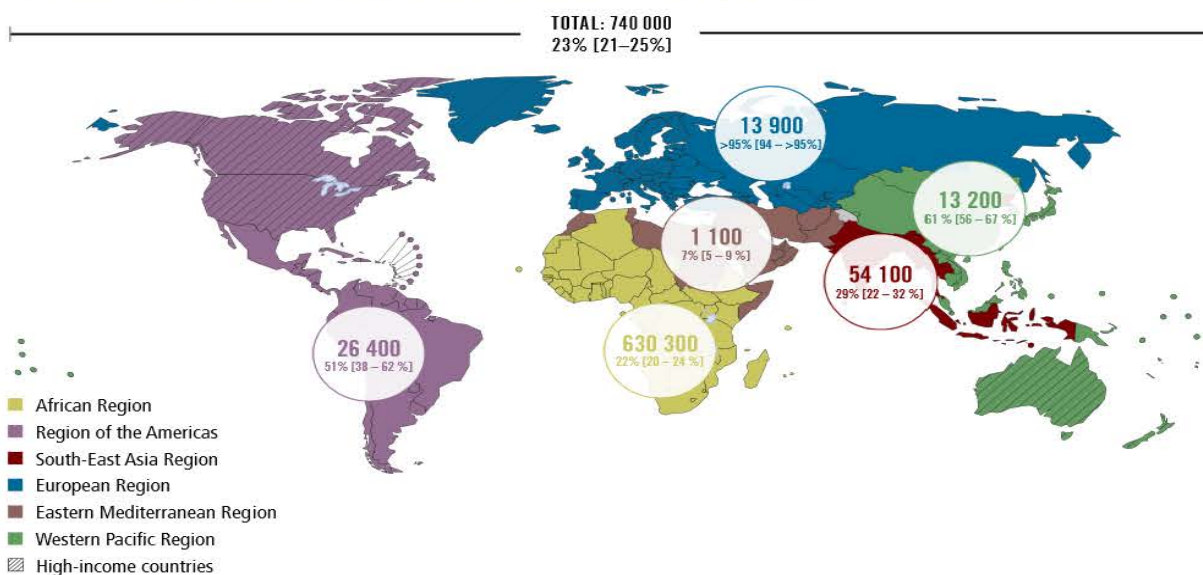 TOTAL: 740 000
23% [21–25%]
13 900
>95% [94 – >95%]
13 200
61 % [56 – 67 %]
1 100
7% [5 – 9 %]
54 100
29% [22 – 32 %]
26 400
51% [38 – 62 %]
630 300
22% [20 – 24 %]
African Region
Region of the Americas
South-East Asia Region
European Region
Eastern Mediterranean Region
Western Pacific Region
High-income countries